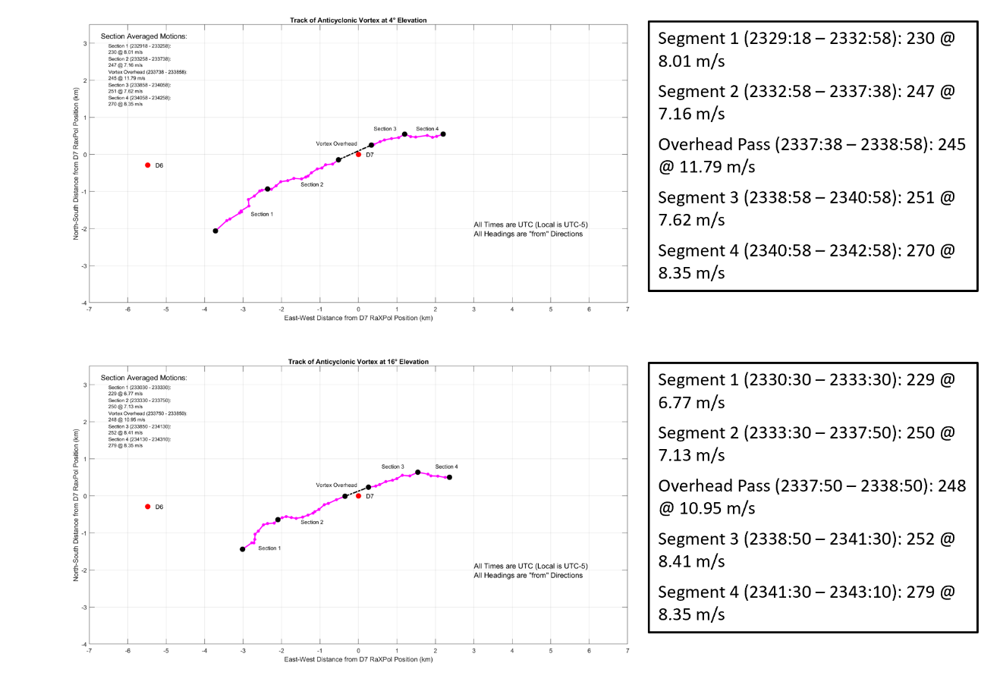 Track of Anticyclonic Vortex at 4° Elevation
Section Averaged Motions:
Section 1 (232918 - 233258):
230 @ 8.01 m/s
Section 2 (233258 - 233738):
247 @ 7.16 m/s
Vortex Overhead (233738 - 233858):
245 @ 11.79 m/s
Section 3 (233858 - 234058):
251 @ 7.62 m/s
Section 4 (234058 - 234258):
270 @ 8.35 m/s
3
2
1
0
-1
-2
-3
-4
North-South Distance from D7 RaxPol Position (km)
Section 3
Section 4
Vortex Overhead
D6
D7
Section 2
Section 1
All Times are UTC (Local is UTC-5)
All Headings are "from" Directions
-7 -6 -5 -4 -3 -2 -1 0 1 2 3 4 5 6 7
East-West Distance from D7 RaXPol Position (km)
Segment 1 (2329:18 – 2332:58): 230 @
8.01 m/s
Segment 2 (2332:58 – 2337:38): 247 @
7.16 m/s
Overhead Pass (2337:38 – 2338:58): 245
@ 11.79 m/s
Segment 3 (2338:58 – 2340:58): 251 @
7.62 m/s
Segment 4 (2340:58 – 2342:58): 270 @
8.35 m/s
Track of Anticyclonic Vortex at 16° Elevation
Section Averaged Motions:
Section 1 (233030 - 233330):
229 @ 6.77 m/s
Section 2 (233330 - 233750):
250 @ 7.13 m/s
Vortex Overhead (233750 - 233850):
248 @ 10.95 m/s
Section 3 (233850 - 234130):
252 @ 8.41 m/s
Section 4 (234130 - 234310):
279 @ 8.35 m/s
3
2
1
0
-1
-2
-3
-4
North-South Distance from D7 RaxPol Position (km)
Section 3
Section 4
Vortex Overhead
D6
D7
Section 2
Section 1
All Times are UTC (Local is UTC-5)
All Headings are "from" Directions
-7 -6 -5 -4 -3 -2 -1 0 1 2 3 4 5 6 7
East-West Distance from D7 RaXPol Position (km)
Segment 1 (2330:30 – 2333:30): 229 @
6.77 m/s
Segment 2 (2333:30 – 2337:50): 250 @
7.13 m/s
Overhead Pass (2337:50 – 2338:50): 248
@ 10.95 m/s
Segment 3 (2338:50 – 2341:30): 252 @
8.41 m/s
Segment 4 (2341:30 – 2343:10): 279 @
8.35 m/s